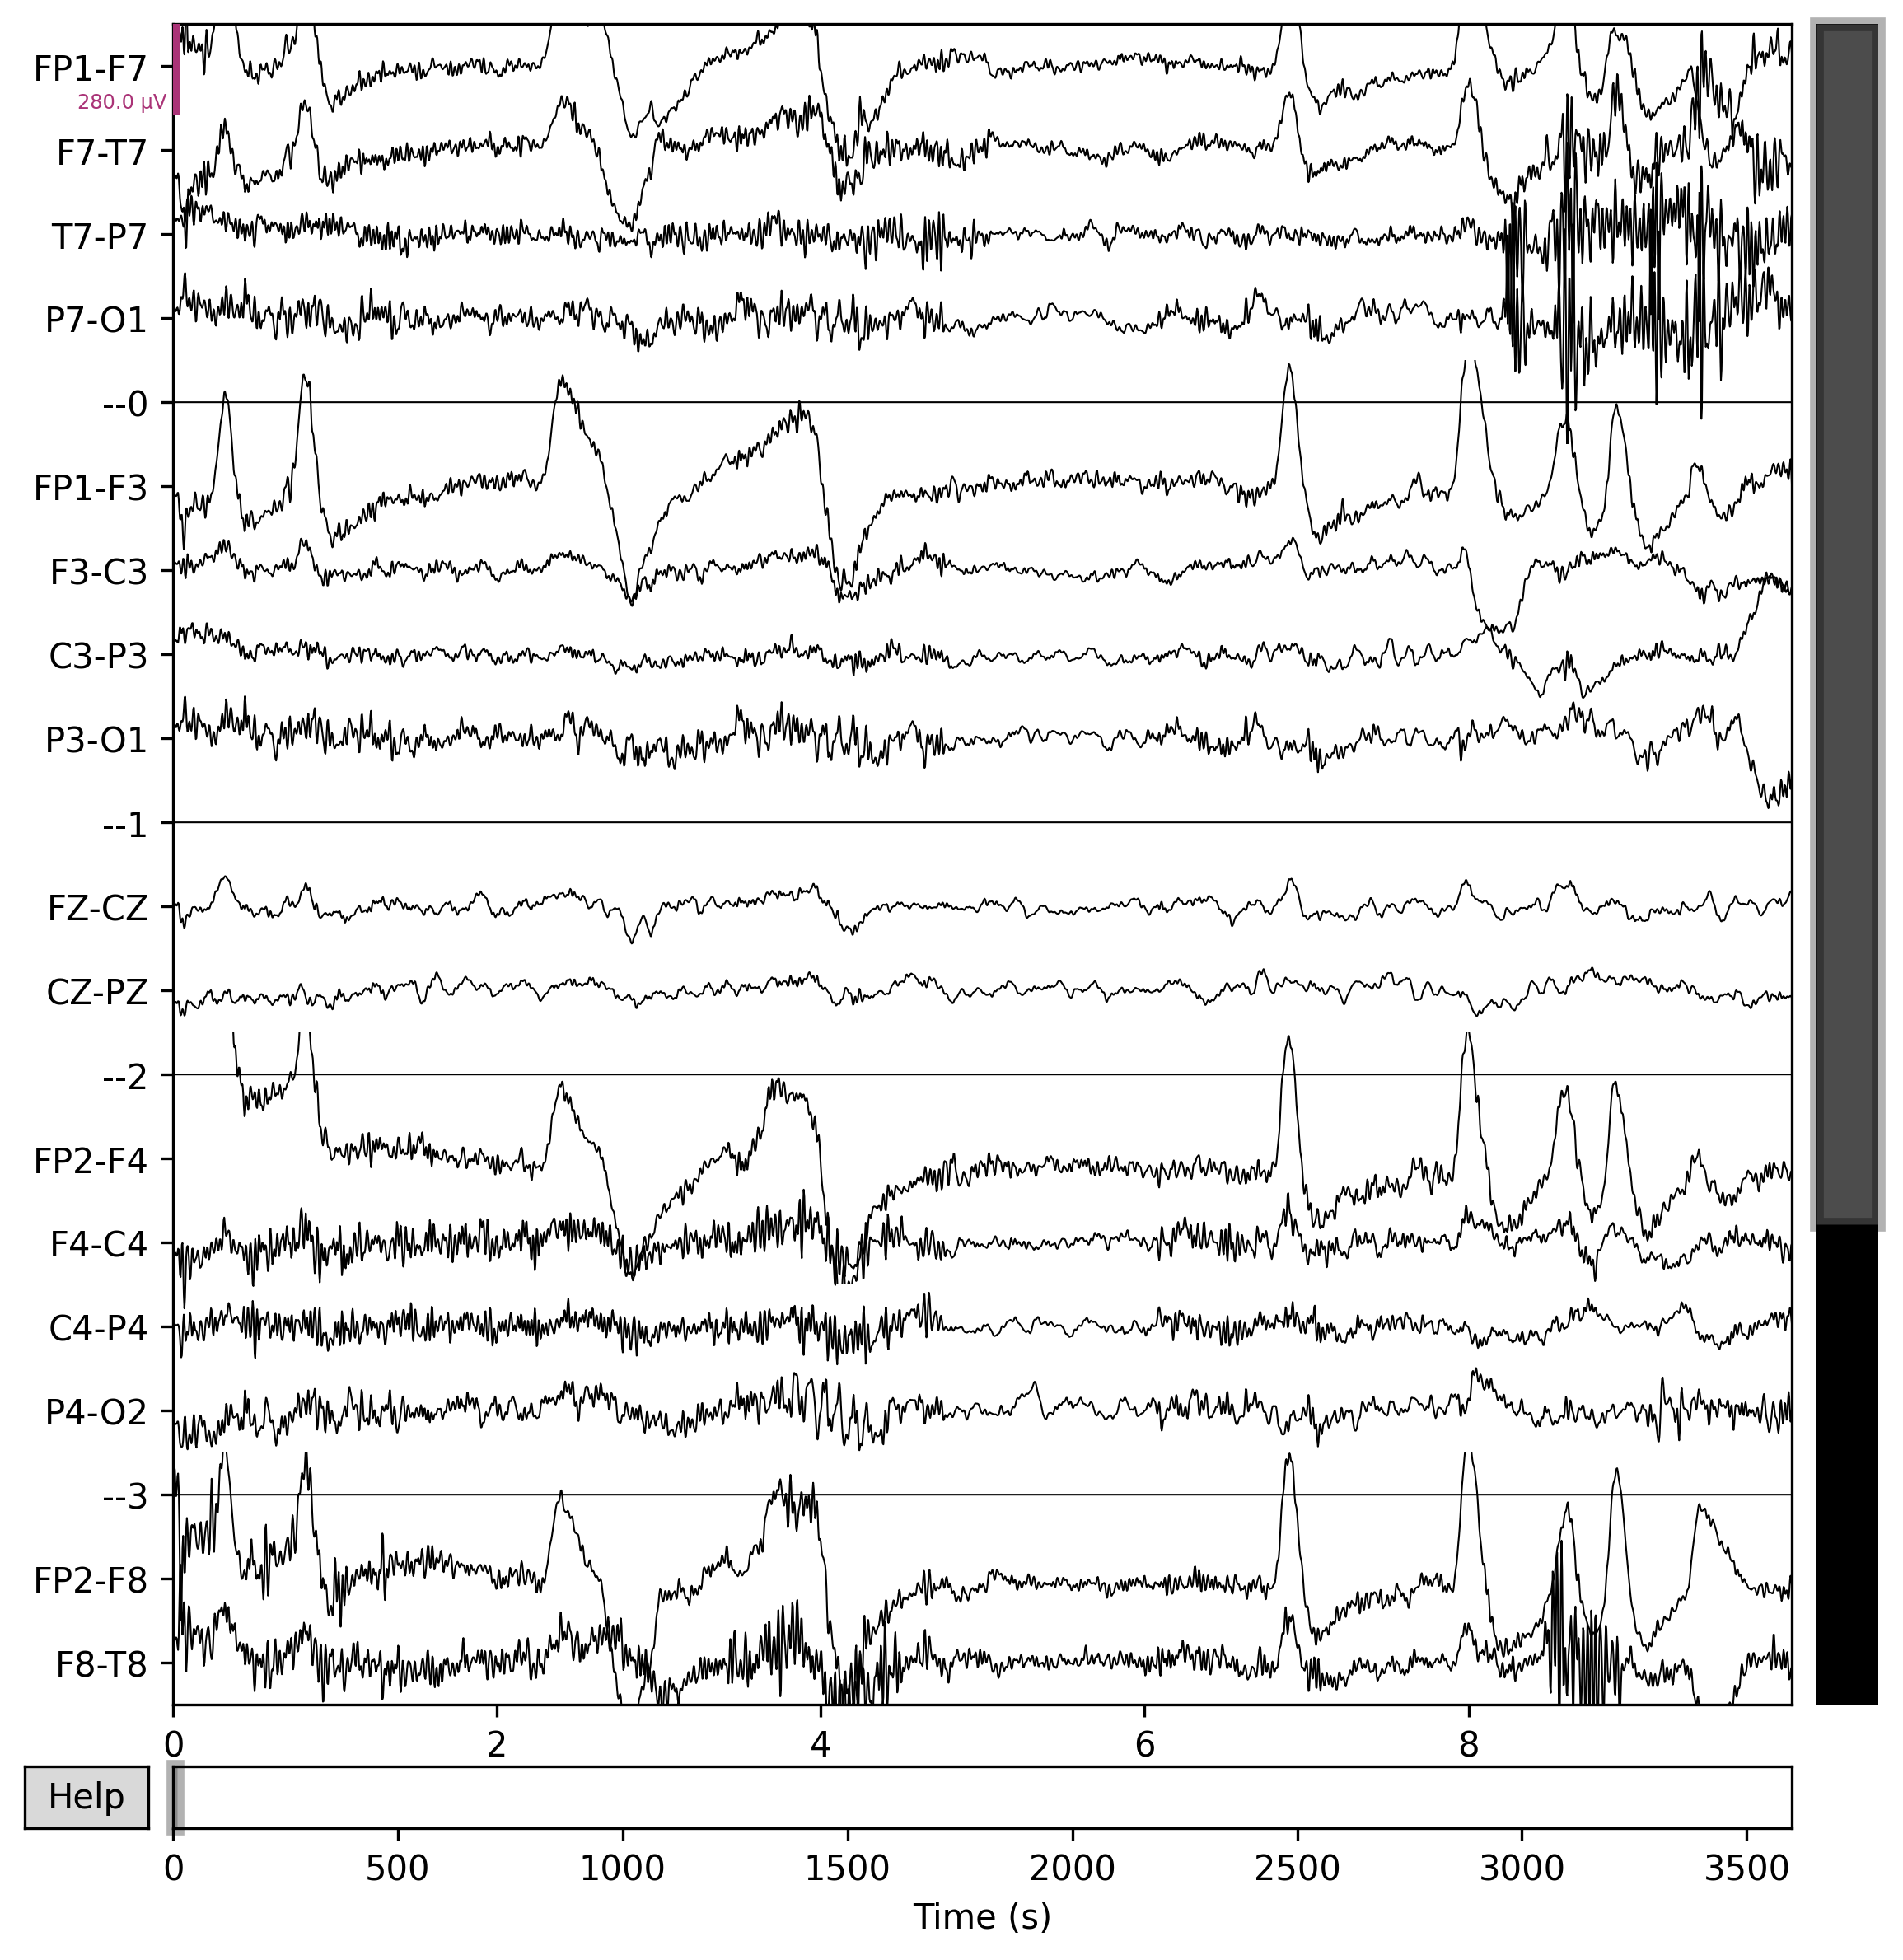 FP1-F7
280.0 µV
F7-T7
T7-P7
P7-O1
--0
FP1-F3
F3-C3
C3-P3
P3-O1
--1
FZ-CZ
CZ-PZ
--2
FP2-F4
F4-C4
C4-P4
P4-O2
--3
FP2-F8
F8-T8
0 2 4 6 8
Help
0 500 1000 1500 2000 2500 3000 3500
Time (s)